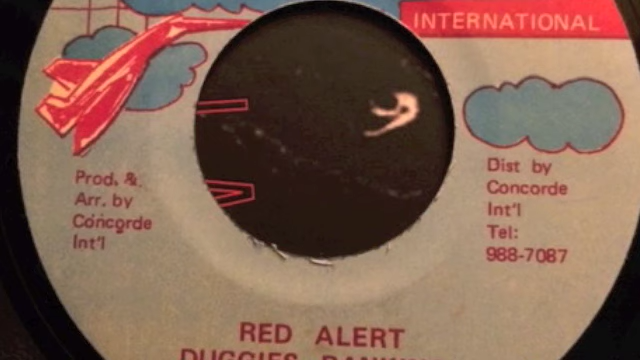 INTERNATIONAL
Prod. &.
Arr. by
Concorde
Int'l
Dist by
Concorde
Int'l
Tel:
988-7087
RED ALERT